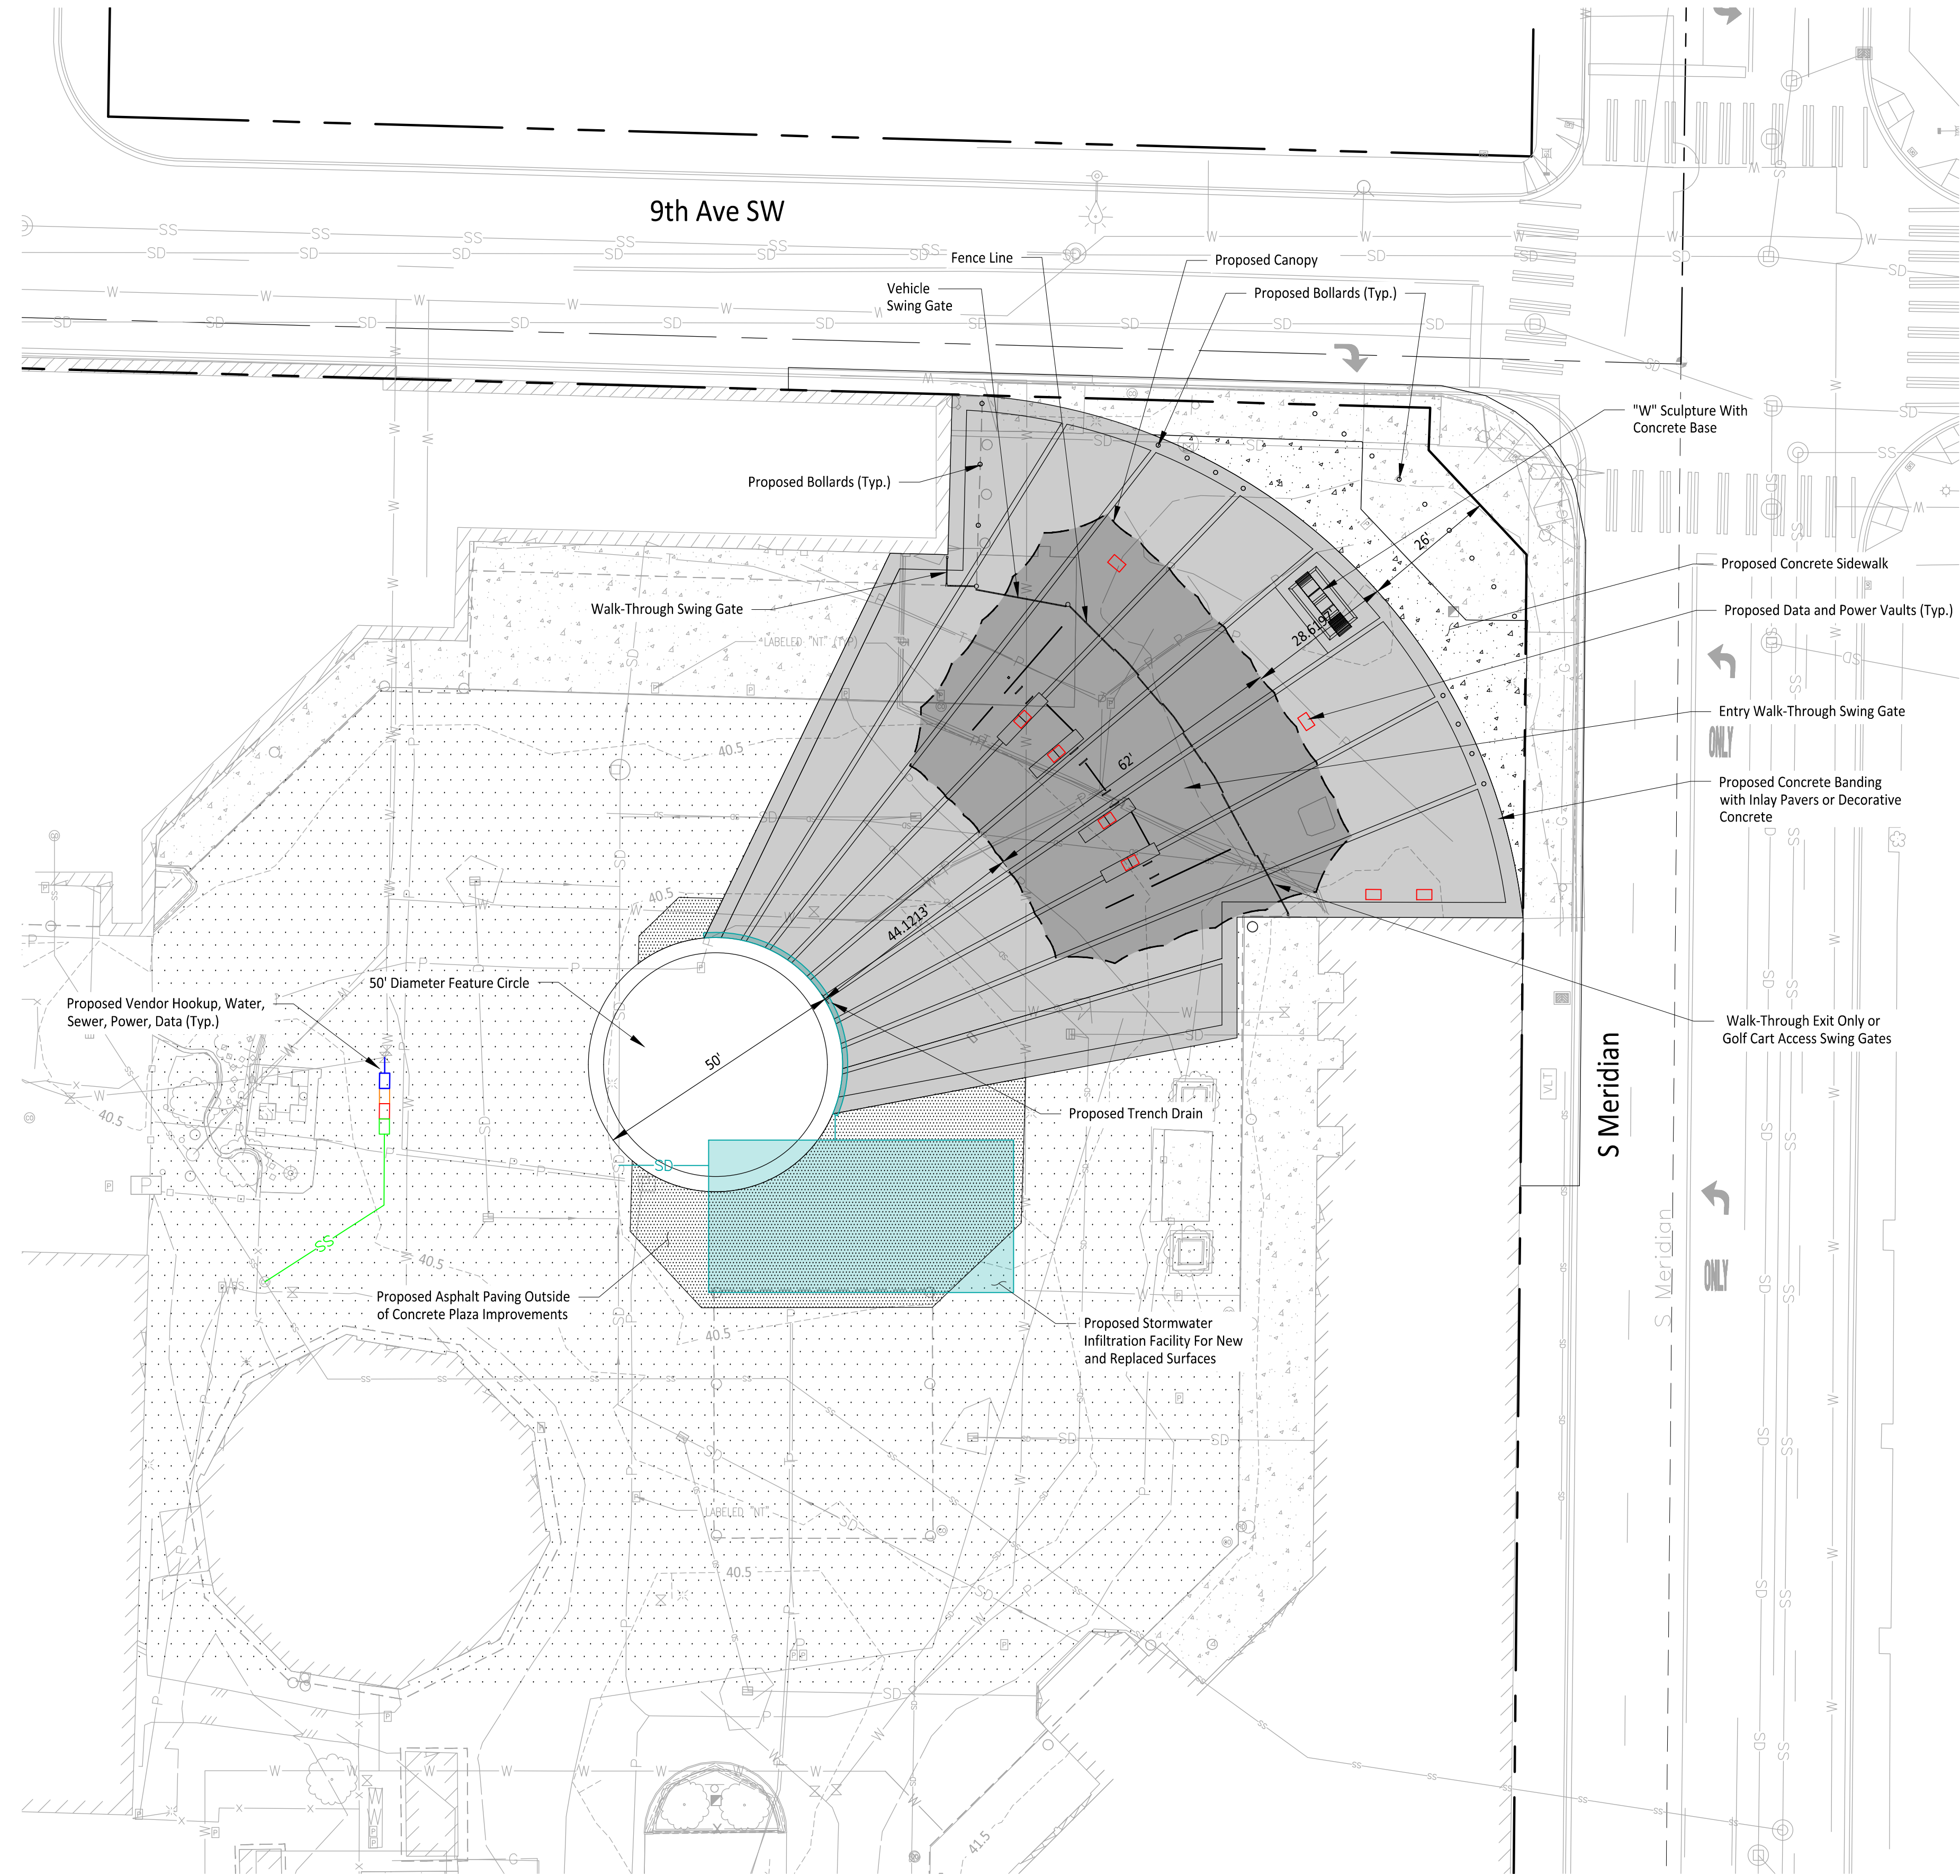 9th Ave SW
Fence Line
Proposed Canopy
Vehicle
Swing Gate
Proposed Bollards (Typ.)
"W" Sculpture With
Concrete Base
Proposed Bollards (Typ.)
26'
Proposed Concrete Sidewalk
Walk-Through Swing Gate
Proposed Data and Power Vaults (Typ.)
28.6197'
LABELED "NT" (TYP)
Entry Walk-Through Swing Gate
ONLY
40.5
62'
Proposed Concrete Banding
with Inlay Pavers or Decorative
Concrete
40.5
44.1213'
50' Diameter Feature Circle
Proposed Vendor Hookup, Water,
Sewer, Power, Data (Typ.)
Walk-Through Exit Only or
Golf Cart Access Swing Gates
50'
S Meridian
VLT
40.5
Proposed Trench Drain
SD
SS
S Meridian
ONLY
40.5
Proposed Asphalt Paving Outside
of Concrete Plaza Improvements
Proposed Stormwater
Infiltration Facility For New
and Replaced Surfaces
40.5
LABELED "NT"
40.5
41.5